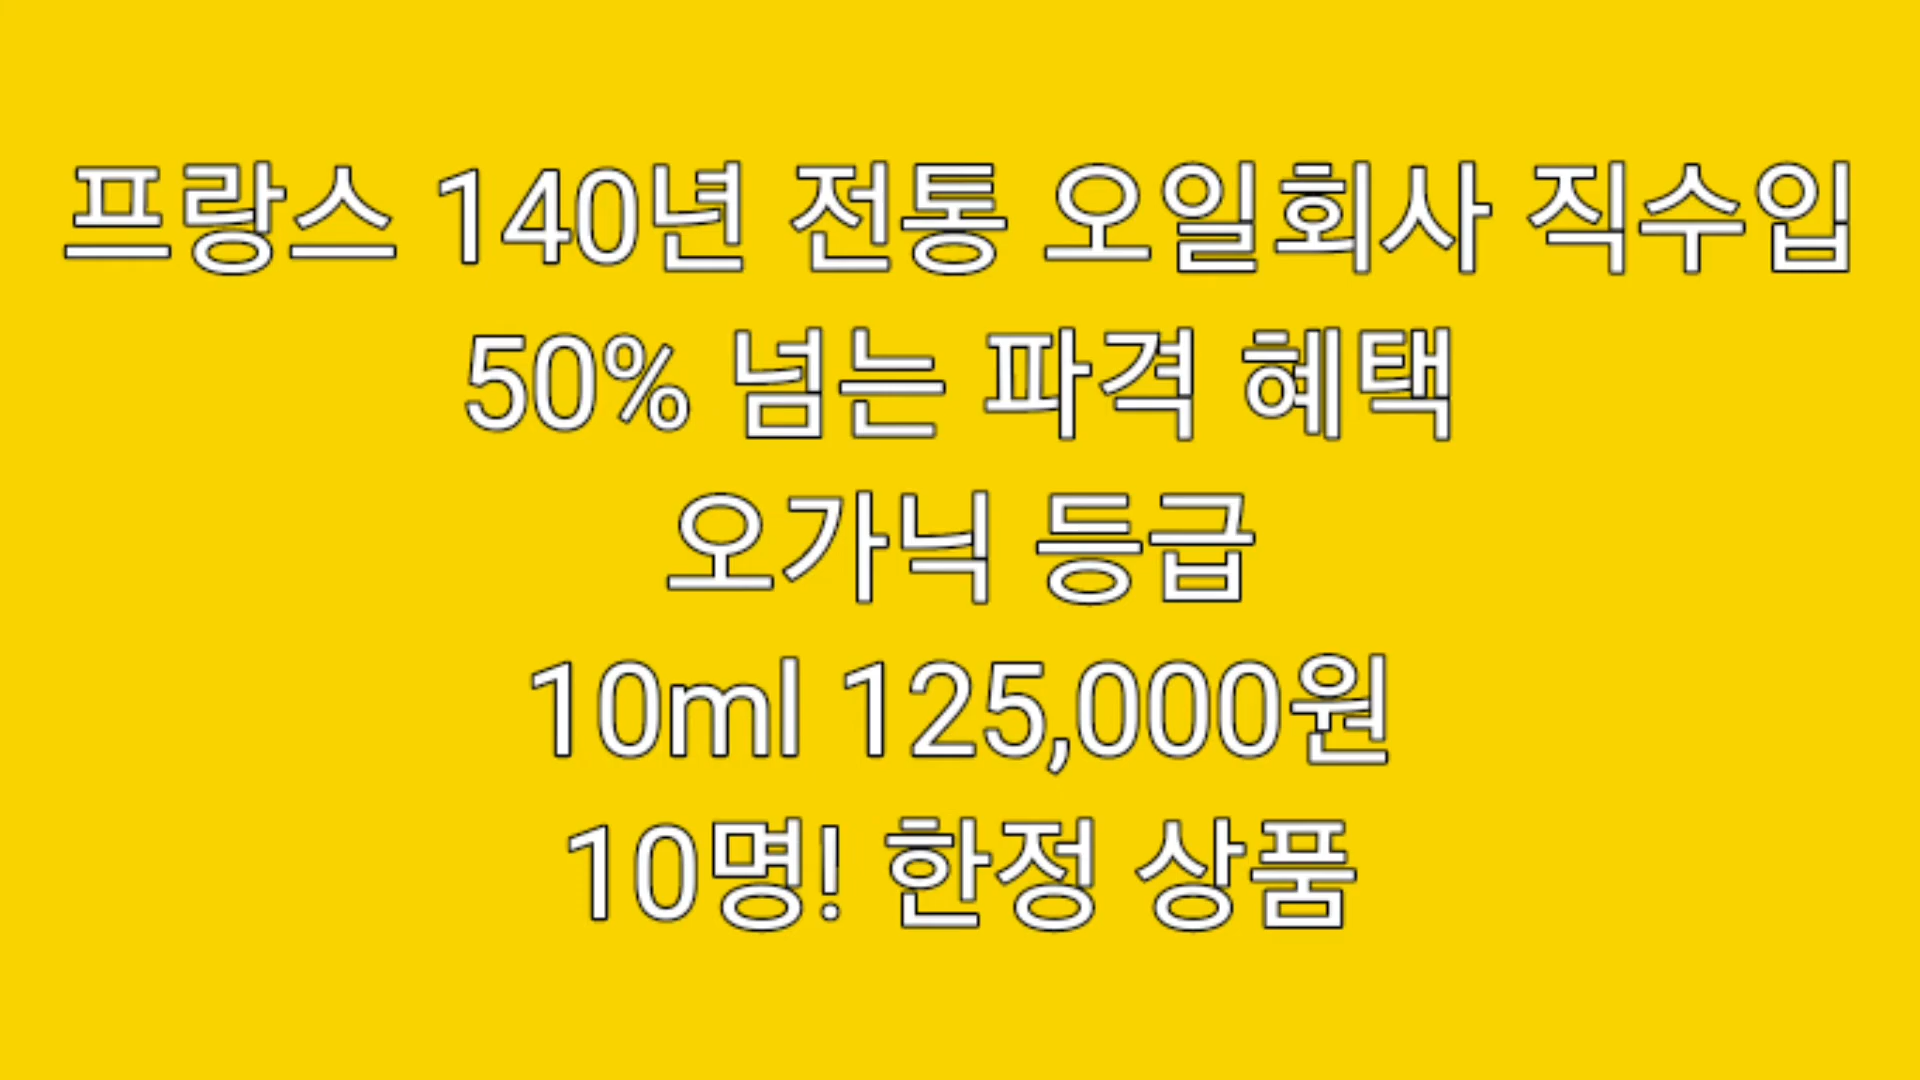 프랑스 140년 전통 오일회사 직수입
50% 넘는 파격 혜택
오가닉 등급
10ml 125,000원
10명! 한정 상품